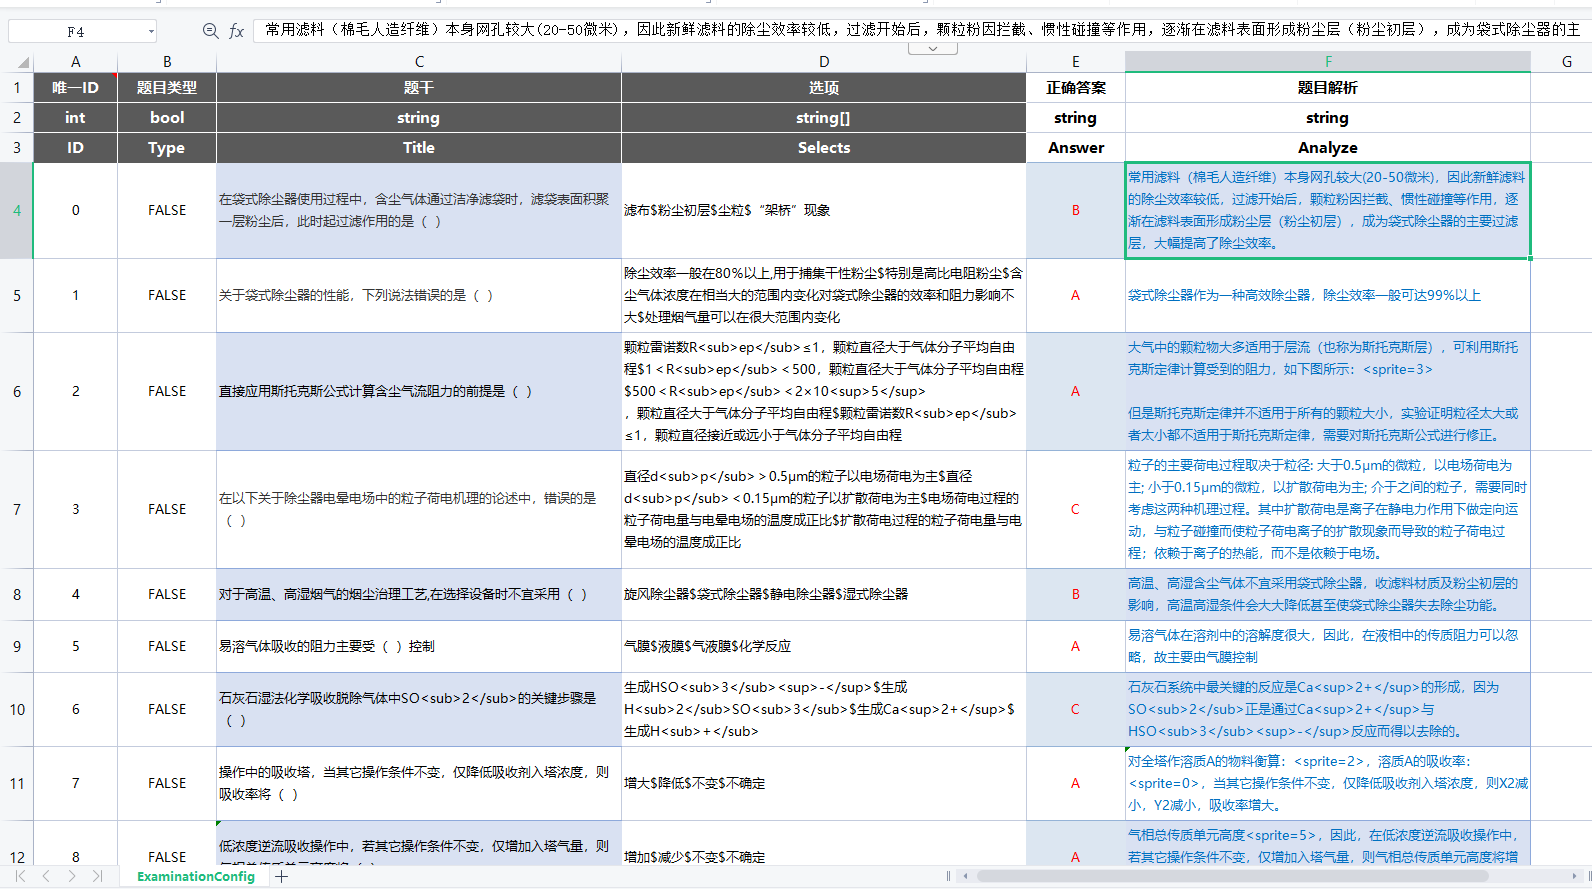 F4
fx
常用滤料（棉毛人造纤维）本身网孔较大(20-50微米)，因此新鲜滤料的除尘效率较低，过滤开始后，颗粒粉因拦截、惯性碰撞等作用，逐渐在滤料表面形成粉尘层（粉尘初层），成为袋式除尘器的主
A B C D E F G
1 唯一ID 题目类型 题干 选项 正确答案 题目解析
2 int bool string string[] string string
3 ID Type Title Selects Answer Analyze
4 0 FALSE
在袋式除尘器使用过程中，含尘气体通过洁净滤袋时，滤袋表面积聚
一层粉尘后，此时起过滤作用的是（ ）
滤布$粉尘初层$尘粒$“架桥”现象
B
常用滤料（棉毛人造纤维）本身网孔较大(20-50微米)，因此新鲜滤料
的除尘效率较低，过滤开始后，颗粒粉因拦截、惯性碰撞等作用，逐
渐在滤料表面形成粉尘层（粉尘初层），成为袋式除尘器的主要过滤
层，大幅提高了除尘效率。
5 1 FALSE
关于袋式除尘器的性能，下列说法错误的是（ ）
除尘效率一般在80%以上,用于捕集干性粉尘$特别是高比电阻粉尘$含
尘气体浓度在相当大的范围内变化对袋式除尘器的效率和阻力影响不
大$处理烟气量可以在很大范围内变化
A
袋式除尘器作为一种高效除尘器，除尘效率一般可达99%以上
6 2 FALSE
直接应用斯托克斯公式计算含尘气流阻力的前提是（ ）
颗粒雷诺数R<sub>ep</sub>≤1，颗粒直径大于气体分子平均自由
程$1＜R<sub>ep</sub>＜500，颗粒直径大于气体分子平均自由程
$500＜R<sub>ep</sub>＜2×10<sup>5</sup>
，颗粒直径大于气体分子平均自由程$颗粒雷诺数R<sub>ep</sub>
≤1，颗粒直径接近或远小于气体分子平均自由程
A
大气中的颗粒物大多适用于层流（也称为斯托克斯层），可利用斯托
克斯定律计算受到的阻力，如下图所示：<sprite=3>
但是斯托克斯定律并不适用于所有的颗粒大小，实验证明粒径太大或
者太小都不适用于斯托克斯定律，需要对斯托克斯公式进行修正。
7 3 FALSE
在以下关于除尘器电晕电场中的粒子荷电机理的论述中，错误的是
（ ）
直径d<sub>p</sub>＞0.5μm的粒子以电场荷电为主$直径
d<sub>p</sub>＜0.15μm的粒子以扩散荷电为主$电场荷电过程的
粒子荷电量与电晕电场的温度成正比$扩散荷电过程的粒子荷电量与电
晕电场的温度成正比
C
粒子的主要荷电过程取决于粒径: 大于0.5μm的微粒，以电场荷电为
主; 小于0.15μm的微粒，以扩散荷电为主; 介于之间的粒子，需要同时
考虑这两种机理过程。其中扩散荷电是离子在静电力作用下做定向运
动，与粒子碰撞而使粒子荷电离子的扩散现象而导致的粒子荷电过
程；依赖于离子的热能，而不是依赖于电场。
8 4 FALSE
对于高温、高湿烟气的烟尘治理工艺,在选择设备时不宜采用（ ）
旋风除尘器$袋式除尘器$静电除尘器$湿式除尘器
B
高温、高湿含尘气体不宜采用袋式除尘器，收滤料材质及粉尘初层的
影响，高温高湿条件会大大降低甚至使袋式除尘器失去除尘功能。
9 5 FALSE
易溶气体吸收的阻力主要受（ ）控制
气膜$液膜$气液膜$化学反应
A
易溶气体在溶剂中的溶解度很大，因此，在液相中的传质阻力可以忽
略，故主要由气膜控制
10 6 FALSE
石灰石湿法化学吸收脱除气体中SO<sub>2</sub>的关键步骤是
（ ）
生成HSO<sub>3</sub><sup>-</sup>$生成
H<sub>2</sub>SO<sub>3</sub>$生成Ca<sup>2+</sup>$
生成H<sub>+</sub>
C
石灰石系统中最关键的反应是Ca<sup>2+</sup>的形成，因为
SO<sub>2</sub>正是通过Ca<sup>2+</sup>与
HSO<sub>3</sub><sup>-</sup>反应而得以去除的。
11 7 FALSE
操作中的吸收塔，当其它操作条件不变，仅降低吸收剂入塔浓度，则
吸收率将（ ）
增大$降低$不变$不确定
A
对全塔作溶质A的物料衡算：<sprite=2>，溶质A的吸收率：
<sprite=0>，当其它操作条件不变，仅降低吸收剂入塔浓度，则X2减
小，Y2减小，吸收率增大。
12 8 FALSE
低浓度逆流吸收操作中，若其它操作条件不变，仅增加入塔气量，则
增加$减少$不变$不确定
A
气相总传质单元高度<sprite=5>，因此，在低浓度逆流吸收操作中，
若其它操作条件不变，仅增加入塔气量，则气相总传质单元高度将增
ExaminationConfig